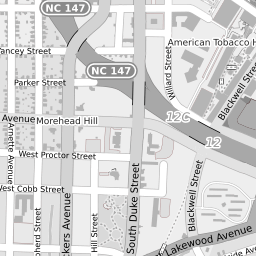 NC 147
American Tobacco H
Yancey Street
NC 147
Parker Street
Willard Street
Blackwell Street
Avenue
Morehead Hill
12C
12
Arnette Avenue
West Proctor Street
West Cobb Street
South Duke Street
Blackwell Street
Hill Street
ckers Avenue
pherd Street
Lakewood Avenue
Street